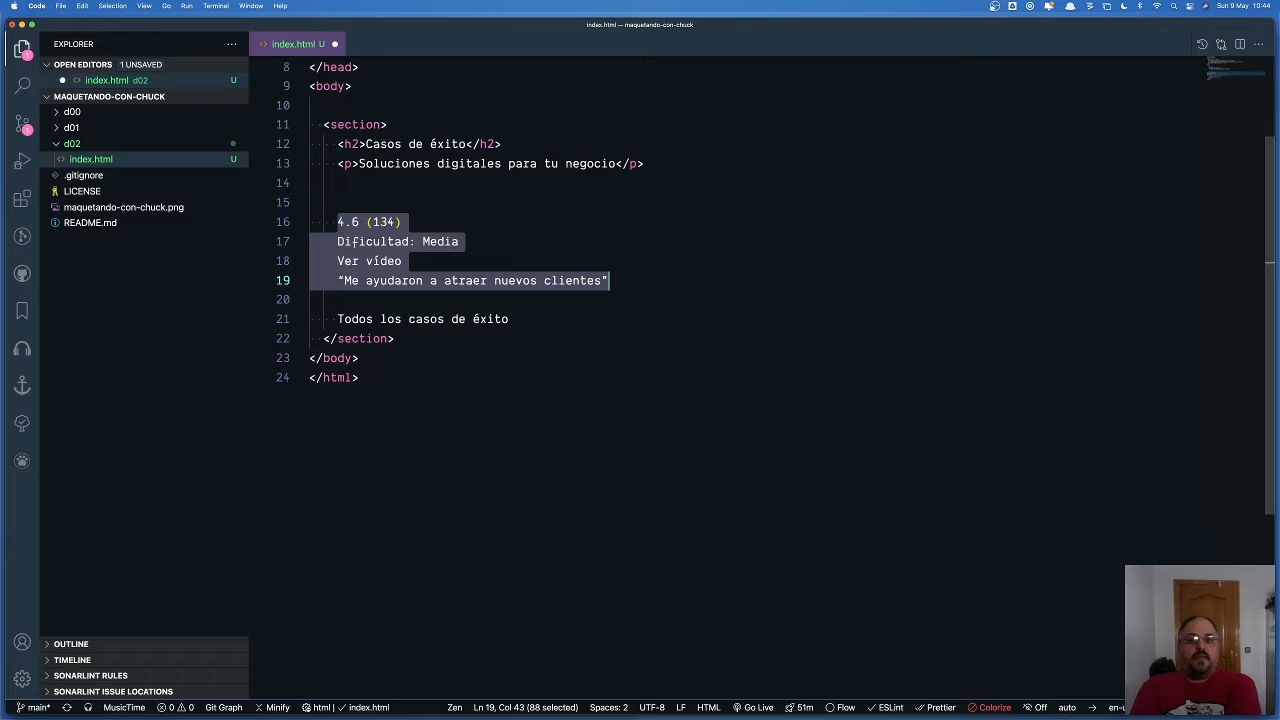 Code File Edit Selection View Go Run Terminal Window Help
Sun 9 May 10:44
index.html — maquetando-con-chuck
EXPLORER
index.html U
OPEN EDITORS 1 UNSAVED
index.html d02 U
MAQUETANDO-CON-CHUCK
d00
d01
d02
index.html U
.gitignore
LICENSE
maquetando-con-chuck.png
README.md
8 </head>
9 <body>
10
11 <section>
12 <h2>Casos de éxito</h2>
13 <p>Soluciones digitales para tu negocio</p>
14
15
16 4.6 (134)
17 Dificultad: Media
18 Ver vídeo
19 “Me ayudaron a atraer nuevos clientes”
20
21 Todos los casos de éxito
22 </section>
23 </body>
24 </html>
OUTLINE
TIMELINE
SONARLINT RULES
SONARLINT ISSUE LOCATIONS
main* MusicTime 0 0 Git Graph Minify html | index.html Zen Ln 19, Col 43 (88 selected) Spaces: 2 UTF-8 LF HTML Go Live 51m Flow ESLint Prettier Colorize Off auto en-u